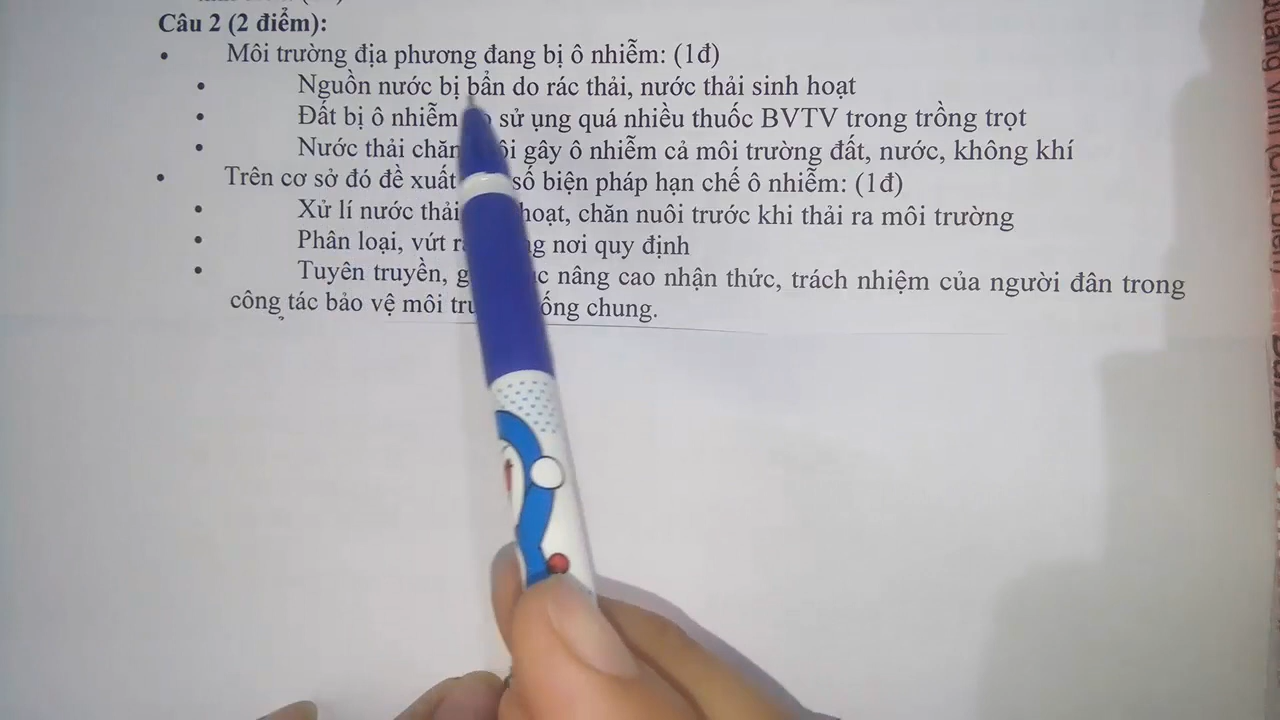 Câu 2 (2 điểm):
• Môi trường địa phương đang bị ô nhiễm: (1đ)
• Nguồn nước bị bẩn do rác thải, nước thải sinh hoạt
• Đất bị ô nhiễm sử ụng quá nhiều thuốc BVTV trong trồng trọt
• Nước thải gây ô nhiễm cả môi trường đất, nước, không khí
• Trên cơ sở đó đề xuất số biện pháp hạn chế ô nhiễm: (1đ)
• Xử lí nước thải hoạt, chăn nuôi trước khi thải ra môi trường
• Phân loại, vứt nơi quy định
• Tuyên truyền, nâng cao nhận thức, trách nhiệm của người đân trong
công tác bảo vệ môi chung.